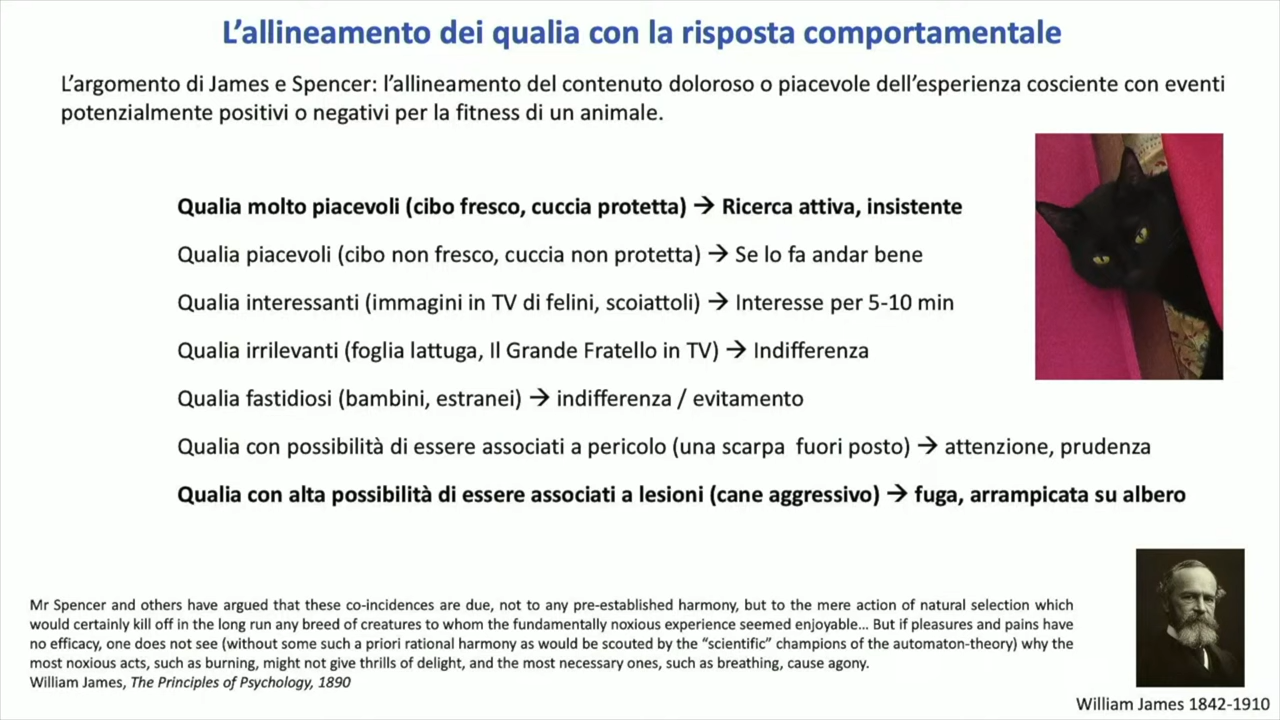 L’allineamento dei qualia con la risposta comportamentale
L’argomento di James e Spencer: l’allineamento del contenuto doloroso o piacevole dell’esperienza cosciente con eventi
potenzialmente positivi o negativi per la fitness di un animale.
Qualia molto piacevoli (cibo fresco, cuccia protetta) → Ricerca attiva, insistente
Qualia piacevoli (cibo non fresco, cuccia non protetta) → Se lo fa andar bene
Qualia interessanti (immagini in TV di felini, scoiattoli) → Interesse per 5-10 min
Qualia irrilevanti (foglia lattuga, Il Grande Fratello in TV) → Indifferenza
Qualia fastidiosi (bambini, estranei) → indifferenza / evitamento
Qualia con possibilità di essere associati a pericolo (una scarpa fuori posto) → attenzione, prudenza
Qualia con alta possibilità di essere associati a lesioni (cane aggressivo) → fuga, arrampicata su albero
Mr Spencer and others have argued that these co-incidences are due, not to any pre-established harmony, but to the mere action of natural selection which
would certainly kill off in the long run any breed of creatures to whom the fundamentally noxious experience seemed enjoyable… But if pleasures and pains have
no efficacy, one does not see (without some such a priori rational harmony as would be scouted by the “scientific” champions of the automaton-theory) why the
most noxious acts, such as burning, might not give thrills of delight, and the most necessary ones, such as breathing, cause agony.
William James, The Principles of Psychology, 1890
William James 1842-1910